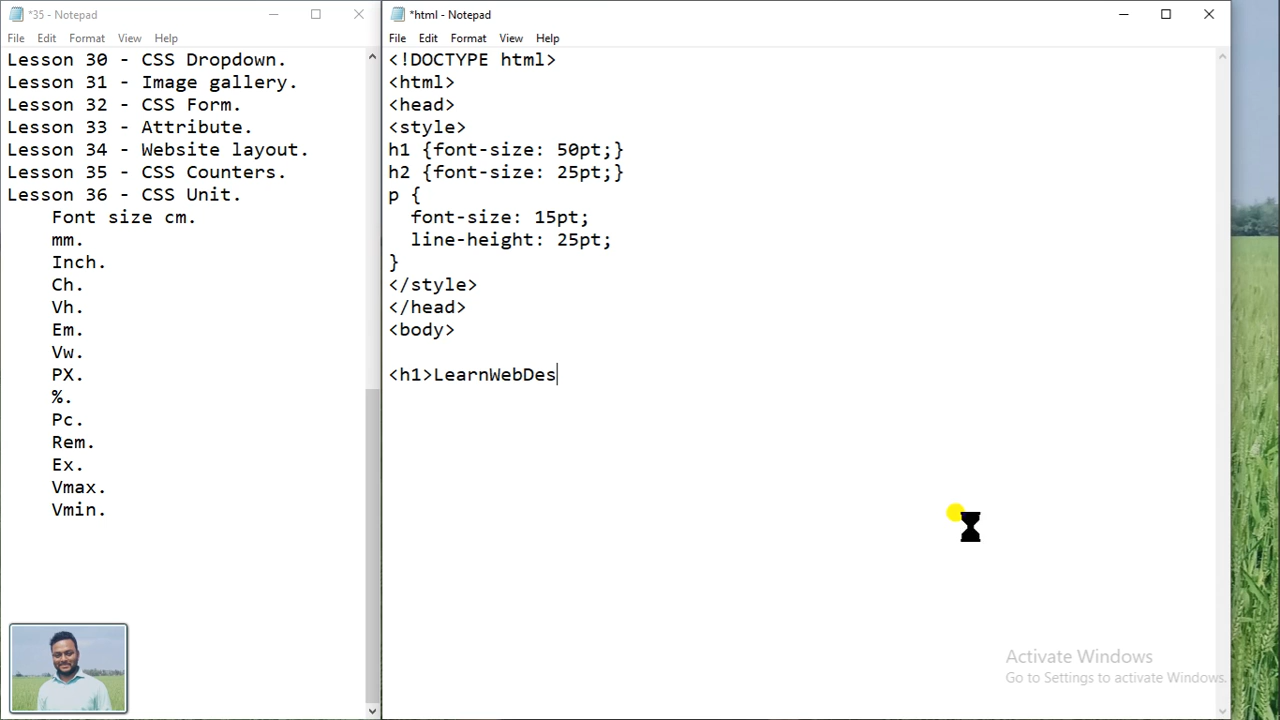 *35 - Notepad
File Edit Format View Help
Lesson 30 - CSS Dropdown.
Lesson 31 - Image gallery.
Lesson 32 - CSS Form.
Lesson 33 - Attribute.
Lesson 34 - Website layout.
Lesson 35 - CSS Counters.
Lesson 36 - CSS Unit.
Font size cm.
mm.
Inch.
Ch.
Vh.
Em.
Vw.
PX.
%.
Pc.
Rem.
Ex.
Vmax.
Vmin.
*html - Notepad
File Edit Format View Help
<!DOCTYPE html>
<html>
<head>
<style>
h1 {font-size: 50pt;}
h2 {font-size: 25pt;}
p {
font-size: 15pt;
line-height: 25pt;
}
</style>
</head>
<body>
<h1>LearnWebDes
Activate Windows
Go to Settings to activate Windows.